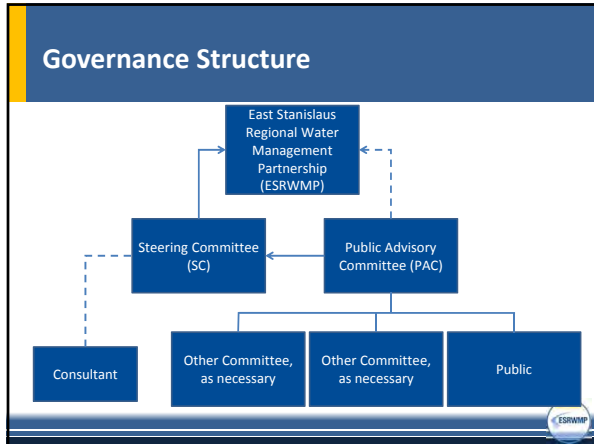 Governance Structure
East Stanislaus
Regional Water
Management
Partnership
(ESRWMP)
Steering Committee
(SC)
Public Advisory
Committee (PAC)
Consultant
Other Committee,
as necessary
Other Committee,
as necessary
Public
ESRWMP